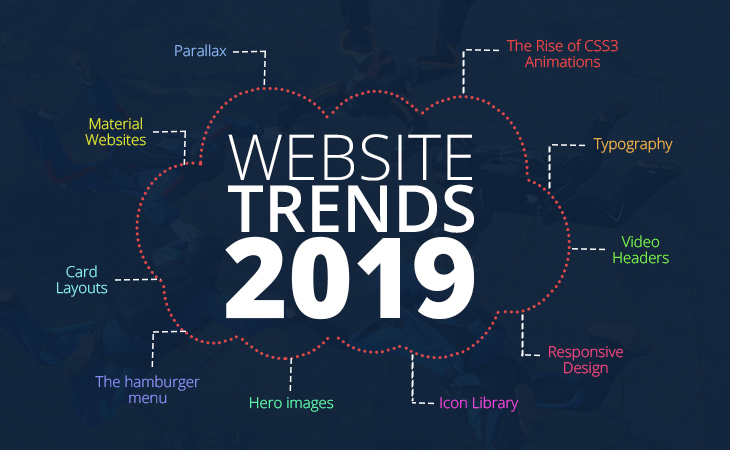 Parallax
The Rise of CSS3
Animations
Material
Websites
Typography
WEBSITE
TRENDS
2019
Video
Headers
Card
Layouts
Responsive
Design
The hamburger
menu
Hero images
Icon Library